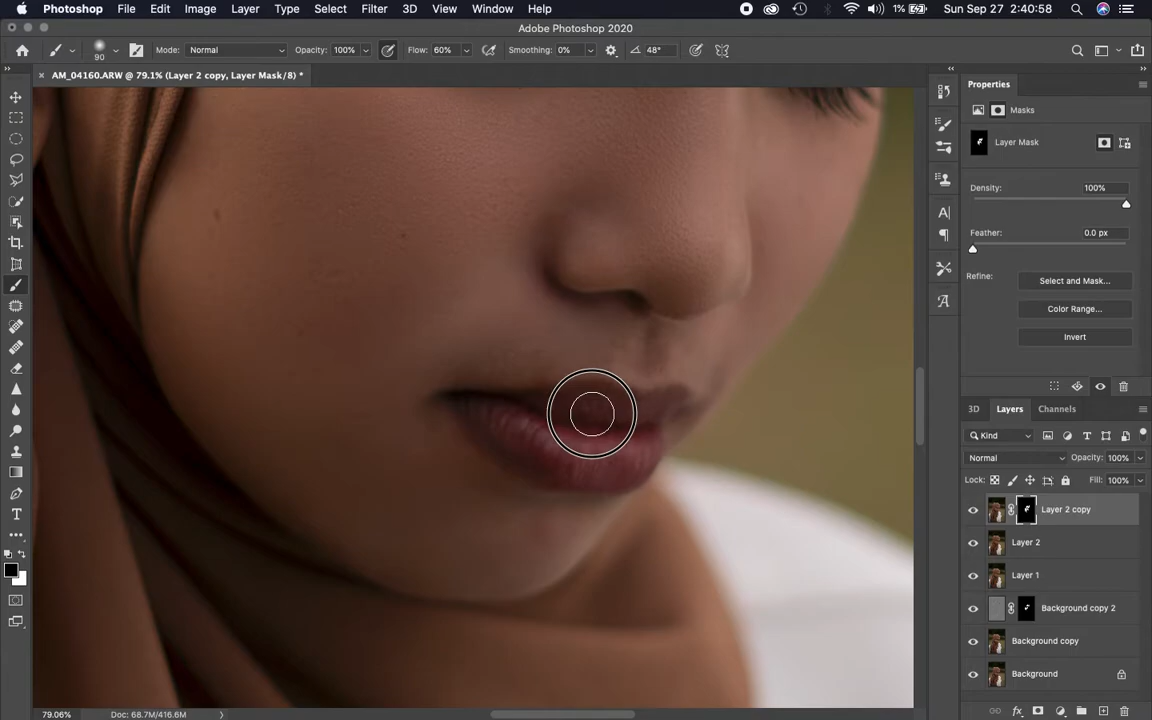 Photoshop File Edit Image Layer Type Select Filter 3D View Window Help 1% Sun Sep 27 2:40:58
Adobe Photoshop 2020
90 Mode: Normal Opacity: 100% Flow: 60% Smoothing: 0% 48°
AM_04160.ARW @ 79.1% (Layer 2 copy, Layer Mask/8) *
Properties
Masks
Layer Mask
Density: 100%
Feather: 0.0 px
Refine: Select and Mask...
Color Range...
Invert
3D Layers Channels
Kind
Normal Opacity: 100%
Lock: Fill: 100%
Layer 2 copy
Layer 2
Layer 1
Background copy 2
Background copy
Background
fx
79.06% Doc: 68.7M/416.6M